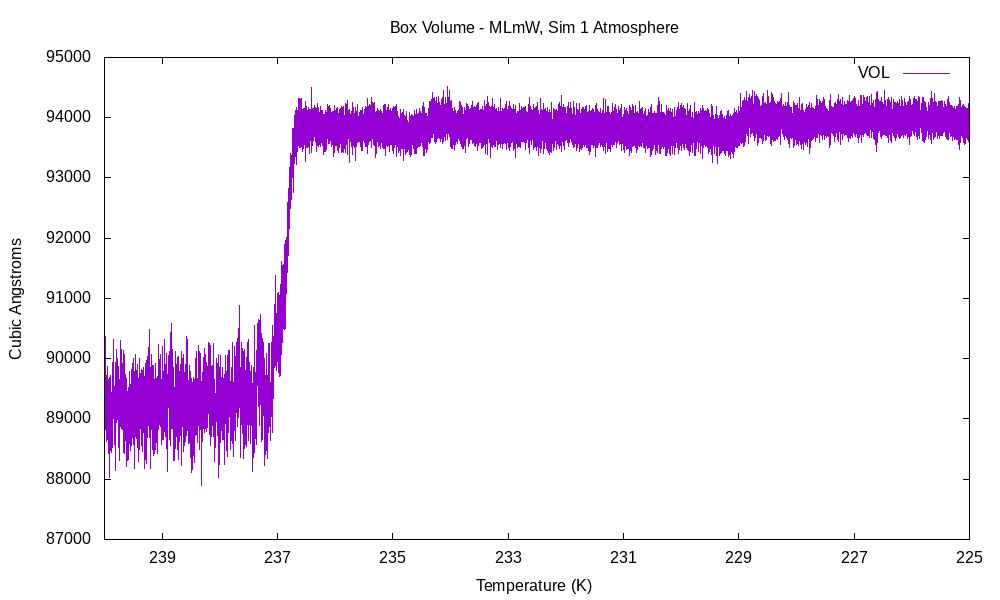 Box Volume - MLmW, Sim 1 Atmosphere
VOL
95000
94000
93000
92000
91000
90000
89000
88000
87000
Cubic Angstroms
239 237 235 233 231 229 227 225
Temperature (K)